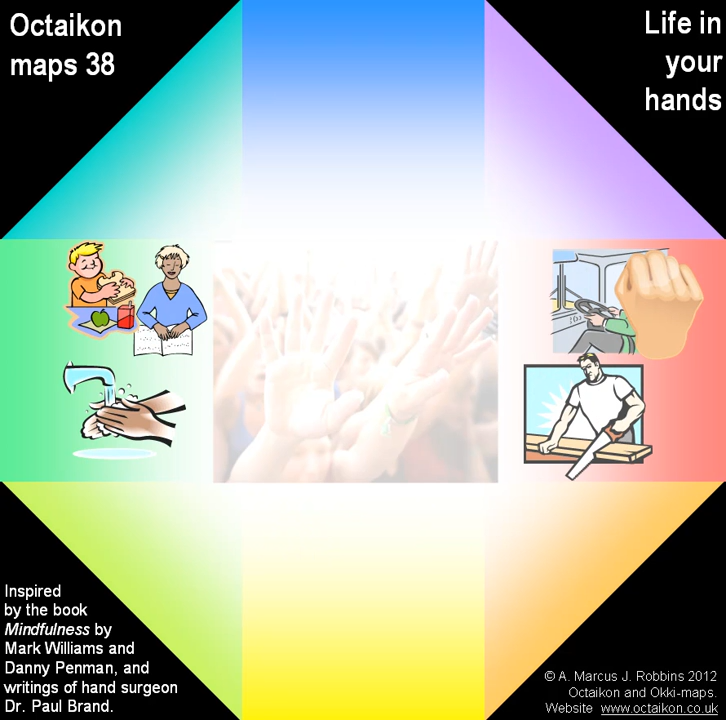 Octaikon
maps 38
Life in
your
hands
Inspired
by the book
Mindfulness by
Mark Williams and
Danny Penman, and
writings of hand surgeon
Dr. Paul Brand.
© A. Marcus J. Robbins 2012
Octaikon and Okki-maps.
Website www.octaikon.co.uk